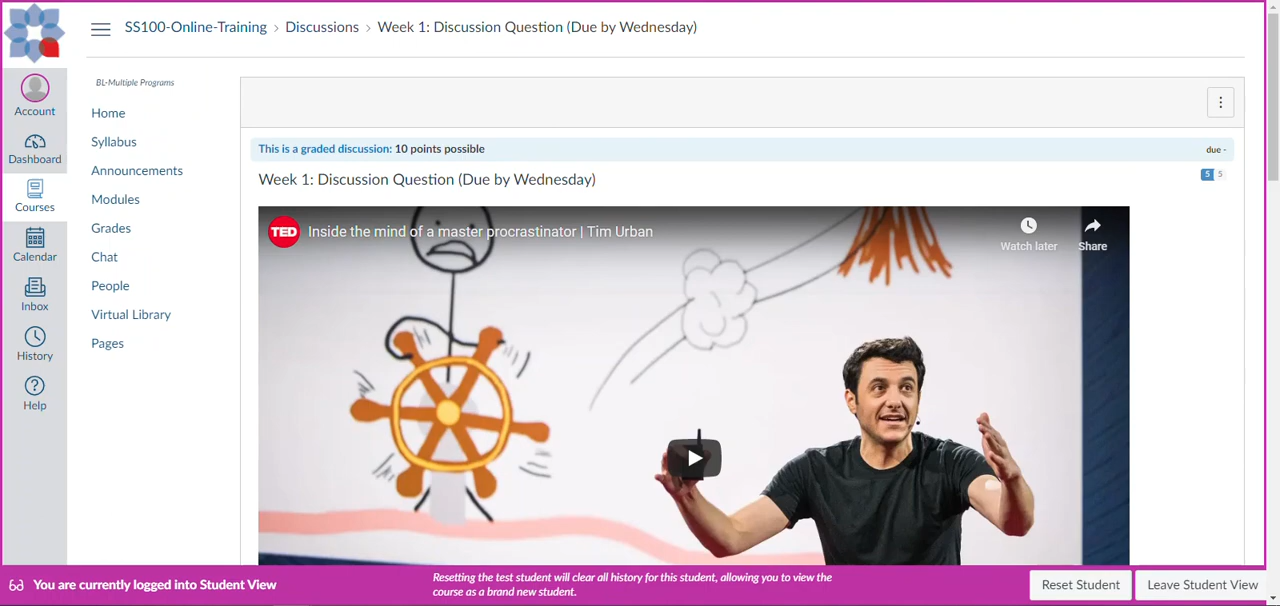 SS100-Online-Training > Discussions > Week 1: Discussion Question (Due by Wednesday)
Account
Dashboard
Courses
Calendar
Inbox
History
Help
BL-Multiple Programs
Home
Syllabus
Announcements
Modules
Grades
Chat
People
Virtual Library
Pages
This is a graded discussion: 10 points possible
due -
Week 1: Discussion Question (Due by Wednesday)
5 5
TED
Inside the mind of a master procrastinator | Tim Urban
Watch later
Share
You are currently logged into Student View
Resetting the test student will clear all history for this student, allowing you to view the
course as a brand new student.
Reset Student
Leave Student View